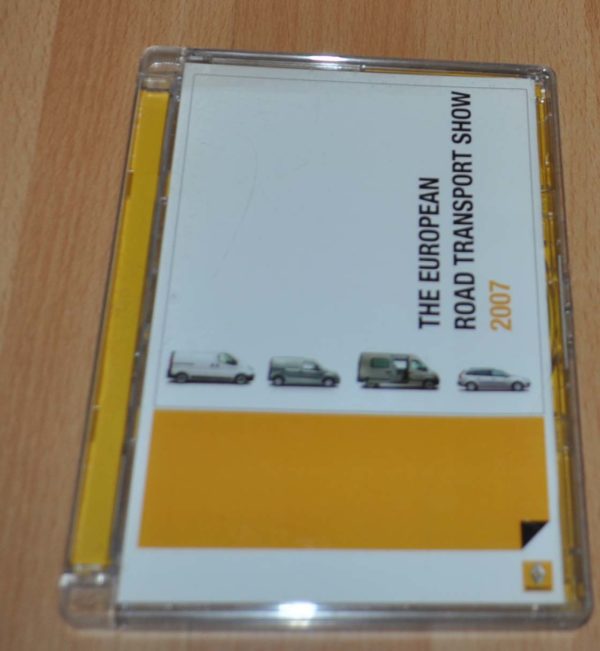 THE EUROPEAN
ROAD TRANSPORT SHOW
2007